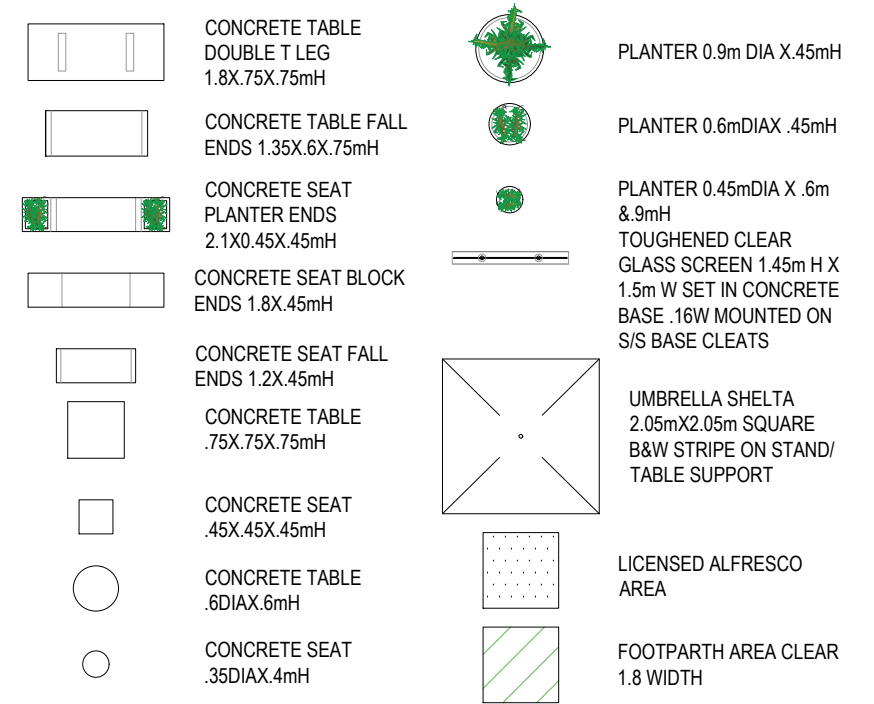 CONCRETE TABLE
DOUBLE T LEG
1.8X.75X.75mH
CONCRETE TABLE FALL
ENDS 1.35X.6X.75mH
CONCRETE SEAT
PLANTER ENDS
2.1X0.45X.45mH
CONCRETE SEAT BLOCK
ENDS 1.8X.45mH
CONCRETE SEAT FALL
ENDS 1.2X.45mH
CONCRETE TABLE
.75X.75X.75mH
CONCRETE SEAT
.45X.45X.45mH
CONCRETE TABLE
.6DIAX.6mH
CONCRETE SEAT
.35DIAX.4mH
PLANTER 0.9m DIA X.45mH
PLANTER 0.6mDIAX .45mH
PLANTER 0.45mDIA X .6m
&.9mH
TOUGHENED CLEAR
GLASS SCREEN 1.45m H X
1.5m W SET IN CONCRETE
BASE .16W MOUNTED ON
S/S BASE CLEATS
UMBRELLA SHELTA
2.05mX2.05m SQUARE
B&W STRIPE ON STAND/
TABLE SUPPORT
LICENSED ALFRESCO
AREA
FOOTPARTH AREA CLEAR
1.8 WIDTH